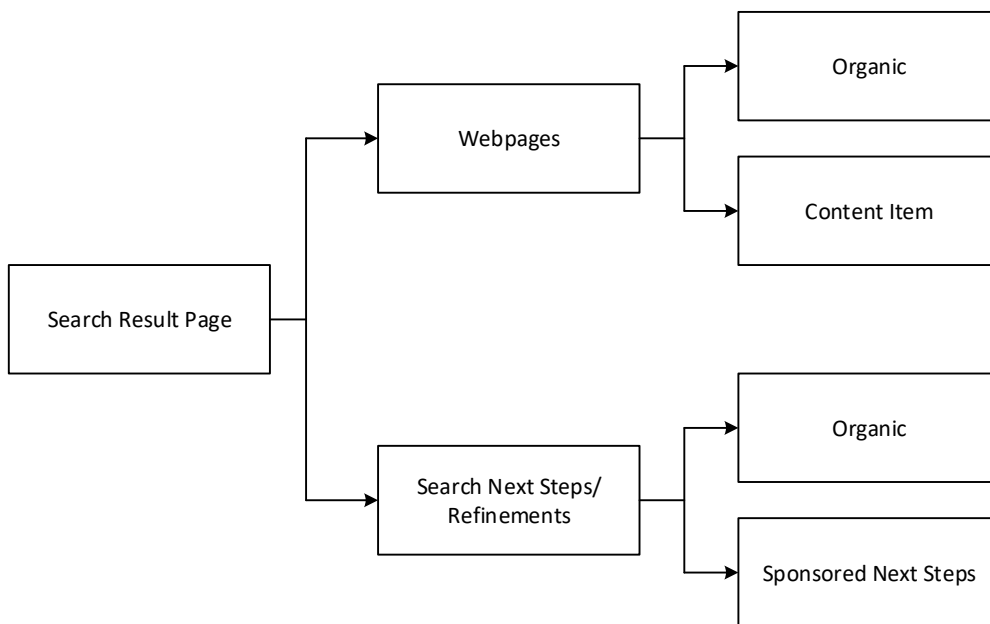 Organic
Webpages
Content Item
Search Result Page
Organic
Search Next Steps/
Refinements
Sponsored Next Steps